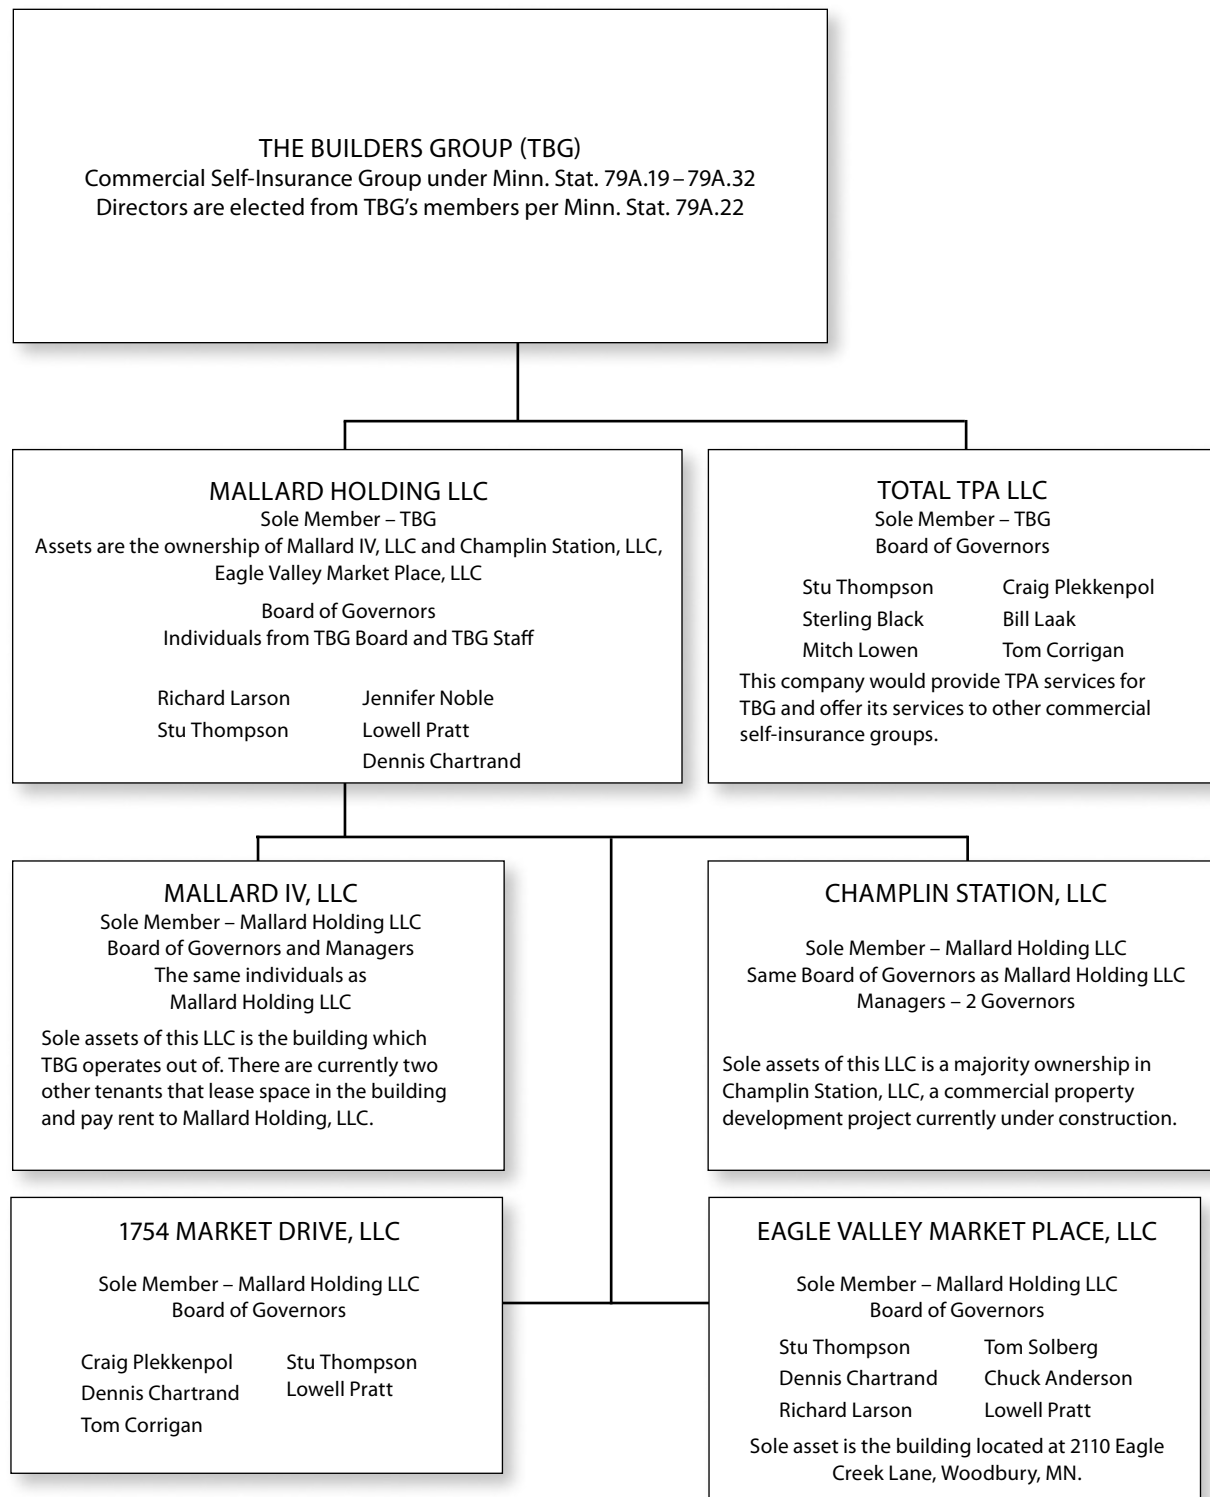 THE BUILDERS GROUP (TBG)
Commercial Self-Insurance Group under Minn. Stat. 79A.19 – 79A.32
Directors are elected from TBG’s members per Minn. Stat. 79A.22
MALLARD HOLDING LLC
Sole Member – TBG
Assets are the ownership of Mallard IV, LLC and Champlin Station, LLC,
Eagle Valley Market Place, LLC
Board of Governors
Individuals from TBG Board and TBG Staff
Richard Larson
Stu Thompson
Jennifer Noble
Lowell Pratt
Dennis Chartrand
TOTAL TPA LLC
Sole Member – TBG
Board of Governors
Stu Thompson
Sterling Black
Mitch Lowen
Craig Plekkenpol
Bill Laak
Tom Corrigan
This company would provide TPA services for
TBG and offer its services to other commercial
self-insurance groups.
MALLARD IV, LLC
Sole Member – Mallard Holding LLC
Board of Governors and Managers
The same individuals as
Mallard Holding LLC
Sole assets of this LLC is the building which
TBG operates out of. There are currently two
other tenants that lease space in the building
and pay rent to Mallard Holding, LLC.
CHAMPLIN STATION, LLC
Sole Member – Mallard Holding LLC
Same Board of Governors as Mallard Holding LLC
Managers – 2 Governors
Sole assets of this LLC is a majority ownership in
Champlin Station, LLC, a commercial property
development project currently under construction.
1754 MARKET DRIVE, LLC
Sole Member – Mallard Holding LLC
Board of Governors
Craig Plekkenpol
Dennis Chartrand
Tom Corrigan
Stu Thompson
Lowell Pratt
EAGLE VALLEY MARKET PLACE, LLC
Sole Member – Mallard Holding LLC
Board of Governors
Stu Thompson
Dennis Chartrand
Richard Larson
Tom Solberg
Chuck Anderson
Lowell Pratt
Sole asset is the building located at 2110 Eagle
Creek Lane, Woodbury, MN.